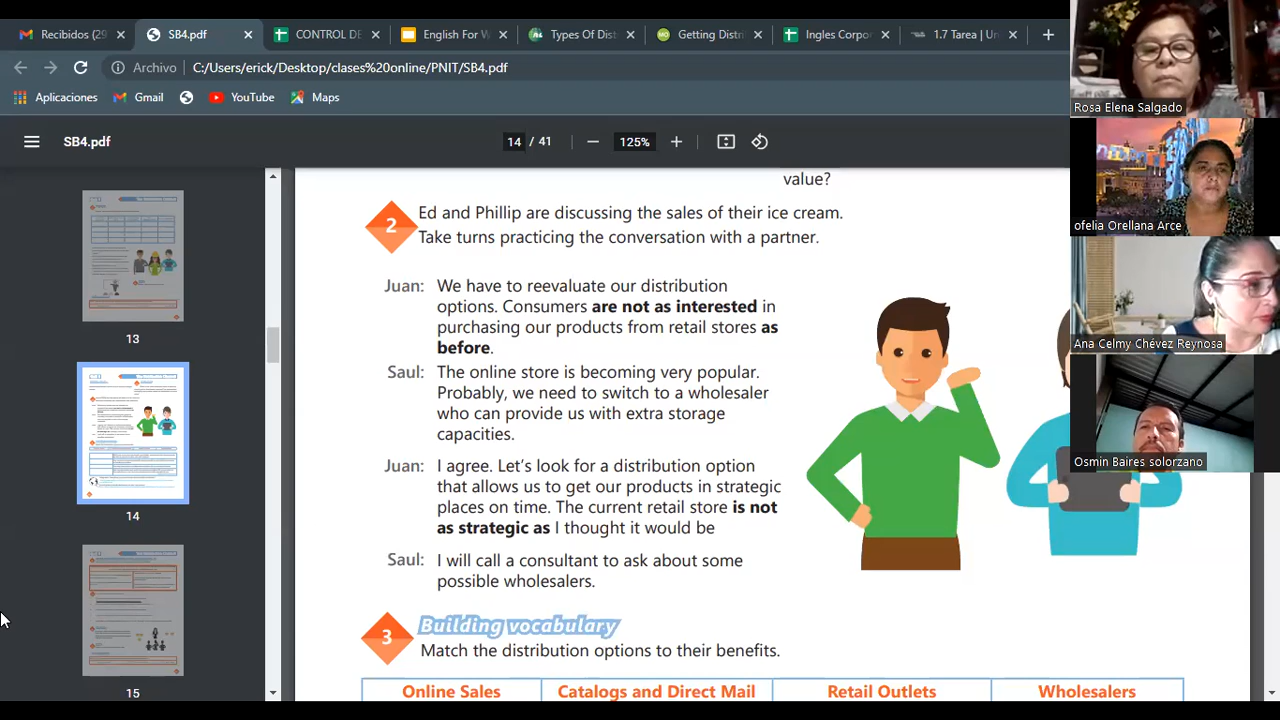 Recibidos (29
SB4.pdf
CONTROL DE
English For W
Types Of Dist
Getting Distri
Ingles Corpor
1.7 Tarea | Un
Archivo
C:/Users/erick/Desktop/clases%20online/PNIT/SB4.pdf
Aplicaciones
Gmail
YouTube
Maps
SB4.pdf
14 / 41
125%
13
14
15
value?
2
Ed and Phillip are discussing the sales of their ice cream.
Take turns practicing the conversation with a partner.
Juan: We have to reevaluate our distribution
options. Consumers are not as interested in
purchasing our products from retail stores as
before.
Saul: The online store is becoming very popular.
Probably, we need to switch to a wholesaler
who can provide us with extra storage
capacities.
Juan: I agree. Let's look for a distribution option
that allows us to get our products in strategic
places on time. The current retail store is not
as strategic as I thought it would be
Saul: I will call a consultant to ask about some
possible wholesalers.
3
Building vocabulary
Match the distribution options to their benefits.
Online Sales
Catalogs and Direct Mail
Retail Outlets
Wholesalers
Rosa Elena Salgado
ofelia Orellana Arce
Ana Celmy Chévez Reynosa
Osmin Baires solorzano